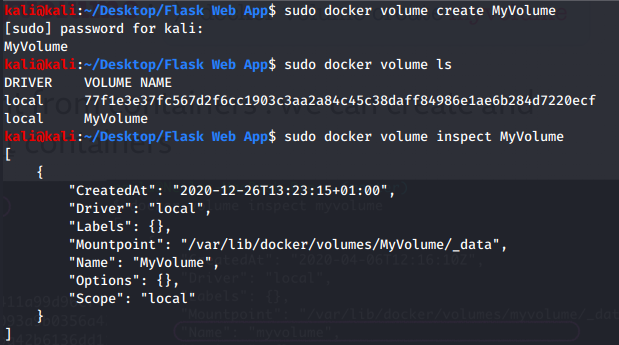 kali@kali:~/Desktop/Flask Web App$ sudo docker volume create MyVolume
[sudo] password for kali:
MyVolume
kali@kali:~/Desktop/Flask Web App$ sudo docker volume ls
DRIVER    VOLUME NAME
local     77f1e3e37fc567d2f6cc1903c3aa2a84c45c38daff84986e1ae6b284d7220ecf
local     MyVolume
kali@kali:~/Desktop/Flask Web App$ sudo docker volume inspect MyVolume
[
    {
        "CreatedAt": "2020-12-26T13:23:15+01:00",
        "Driver": "local",
        "Labels": {},
        "Mountpoint": "/var/lib/docker/volumes/MyVolume/_data",
        "Name": "MyVolume",
        "Options": {},
        "Scope": "local"
    }
]